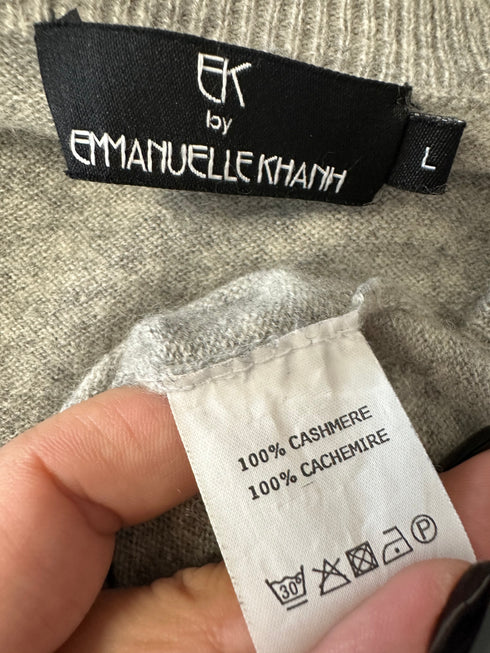 EK
by
EMMANUELLE KHANH
L
100% CASHMERE
100% CACHEMIRE
30°
P